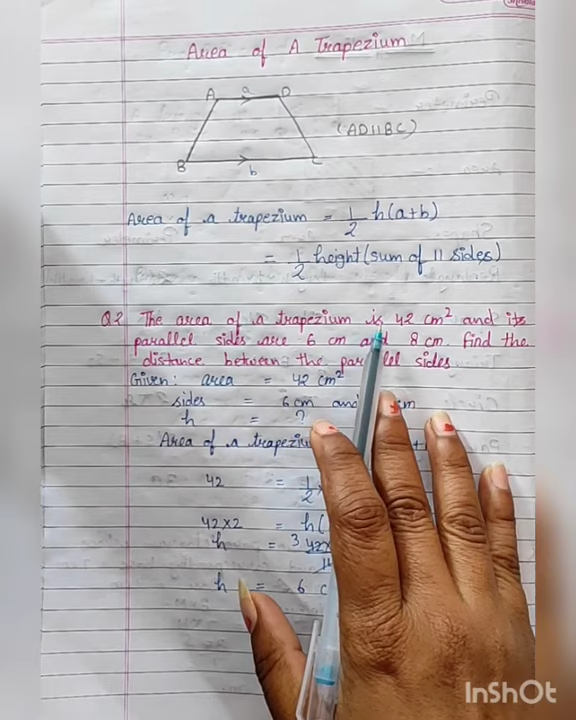 Area of A Trapezium
A a D
(AD||BC)
B b C
Area of a trapezium = 1/2 h(a+b)
= 1/2 height (sum of || sides)
Q2 The area of a trapezium is 42 cm² and its
parallel sides are 6 cm and 8 cm. Find the
distance between the parallel sides
Given: area = 42 cm²
sides = 6 cm and
h = ?
Area of a
42 = 1/2
42×2 = h(
h = 3
h = 6
InShOt